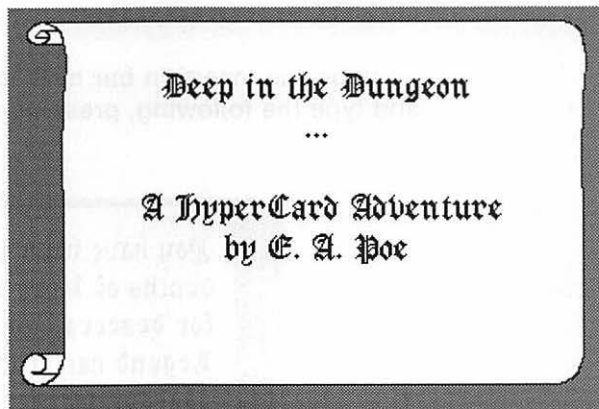 Deep in the Dungeon
...
A HyperCard Adventure
by E. A. Poe